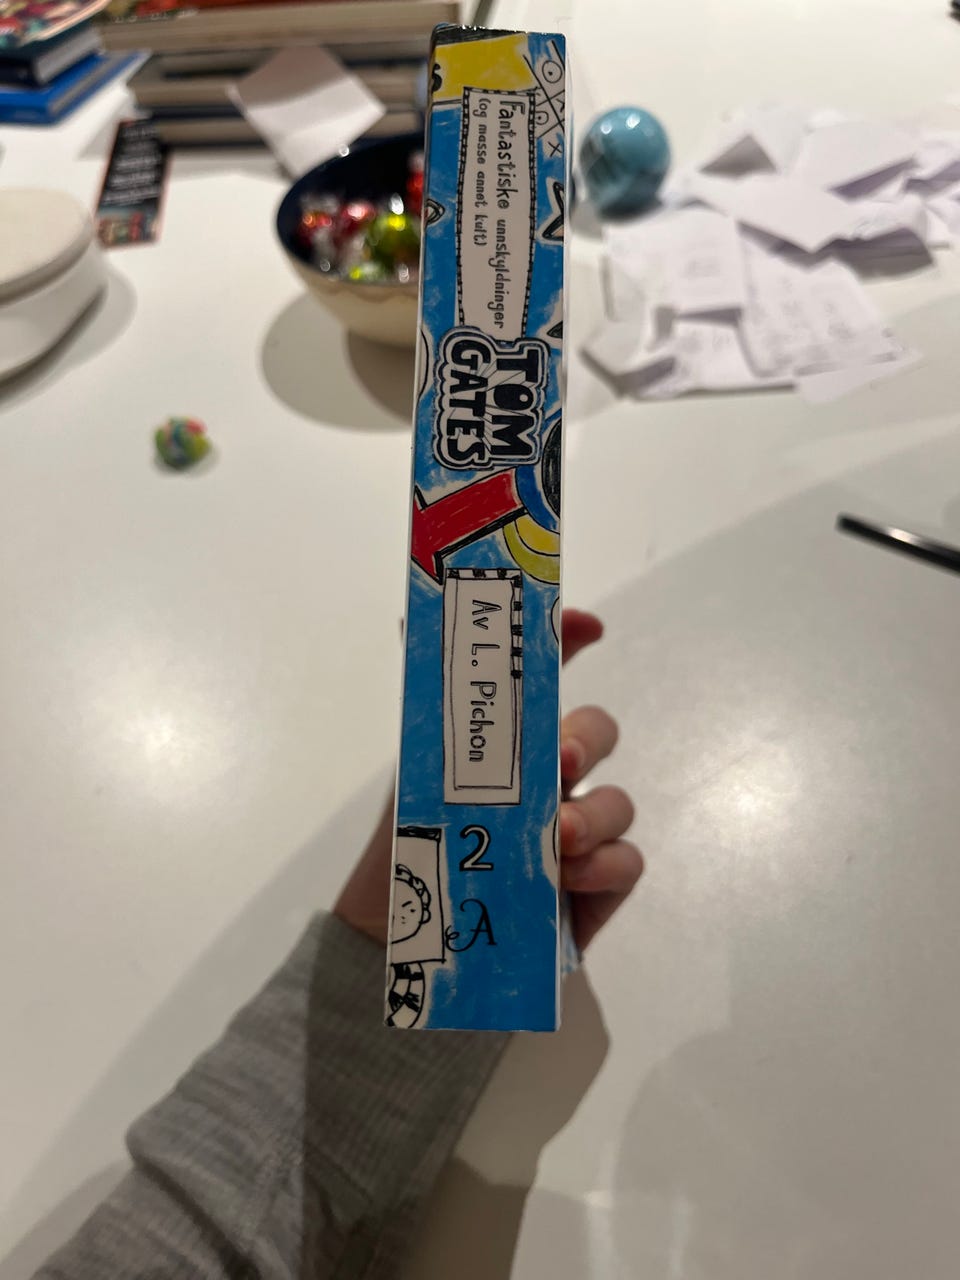 Fantastiske unnskyldninger
(og masse annet kult)
TOM
GATES
Av L. Pichon
2
A